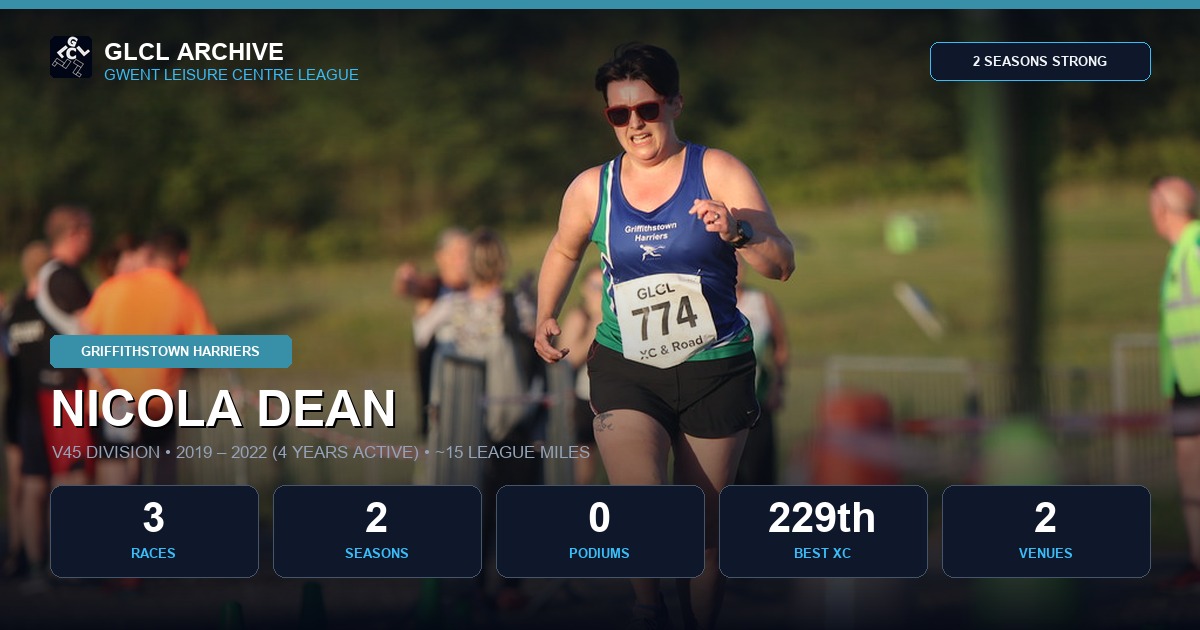 GLCL ARCHIVE
GWENT LEISURE CENTRE LEAGUE
2 SEASONS STRONG
Griffithstown
Harriers
GLCL
774
XC & Road
GRIFFITHSTOWN HARRIERS
NICOLA DEAN
V45 DIVISION • 2019 – 2022 (4 YEARS ACTIVE) • ~15 LEAGUE MILES
3
RACES
2
SEASONS
0
PODIUMS
229th
BEST XC
2
VENUES